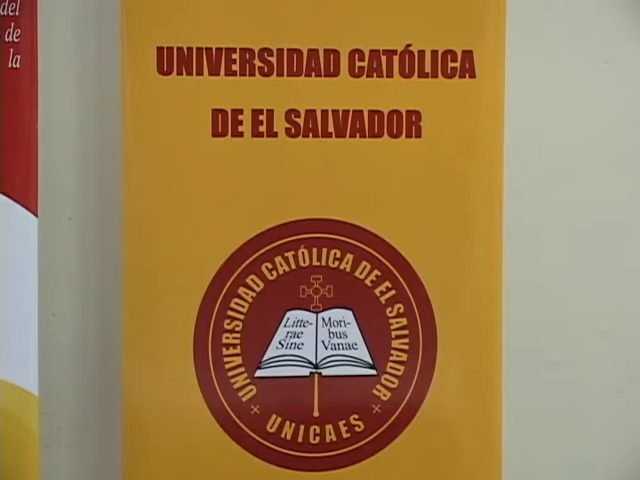 del
de
la
UNIVERSIDAD CATÓLICA
DE EL SALVADOR
UNIVERSIDAD CATÓLICA DE EL SALVADOR
Litte-
rae
Sine
Mori-
bus
Vanae
UNICAES